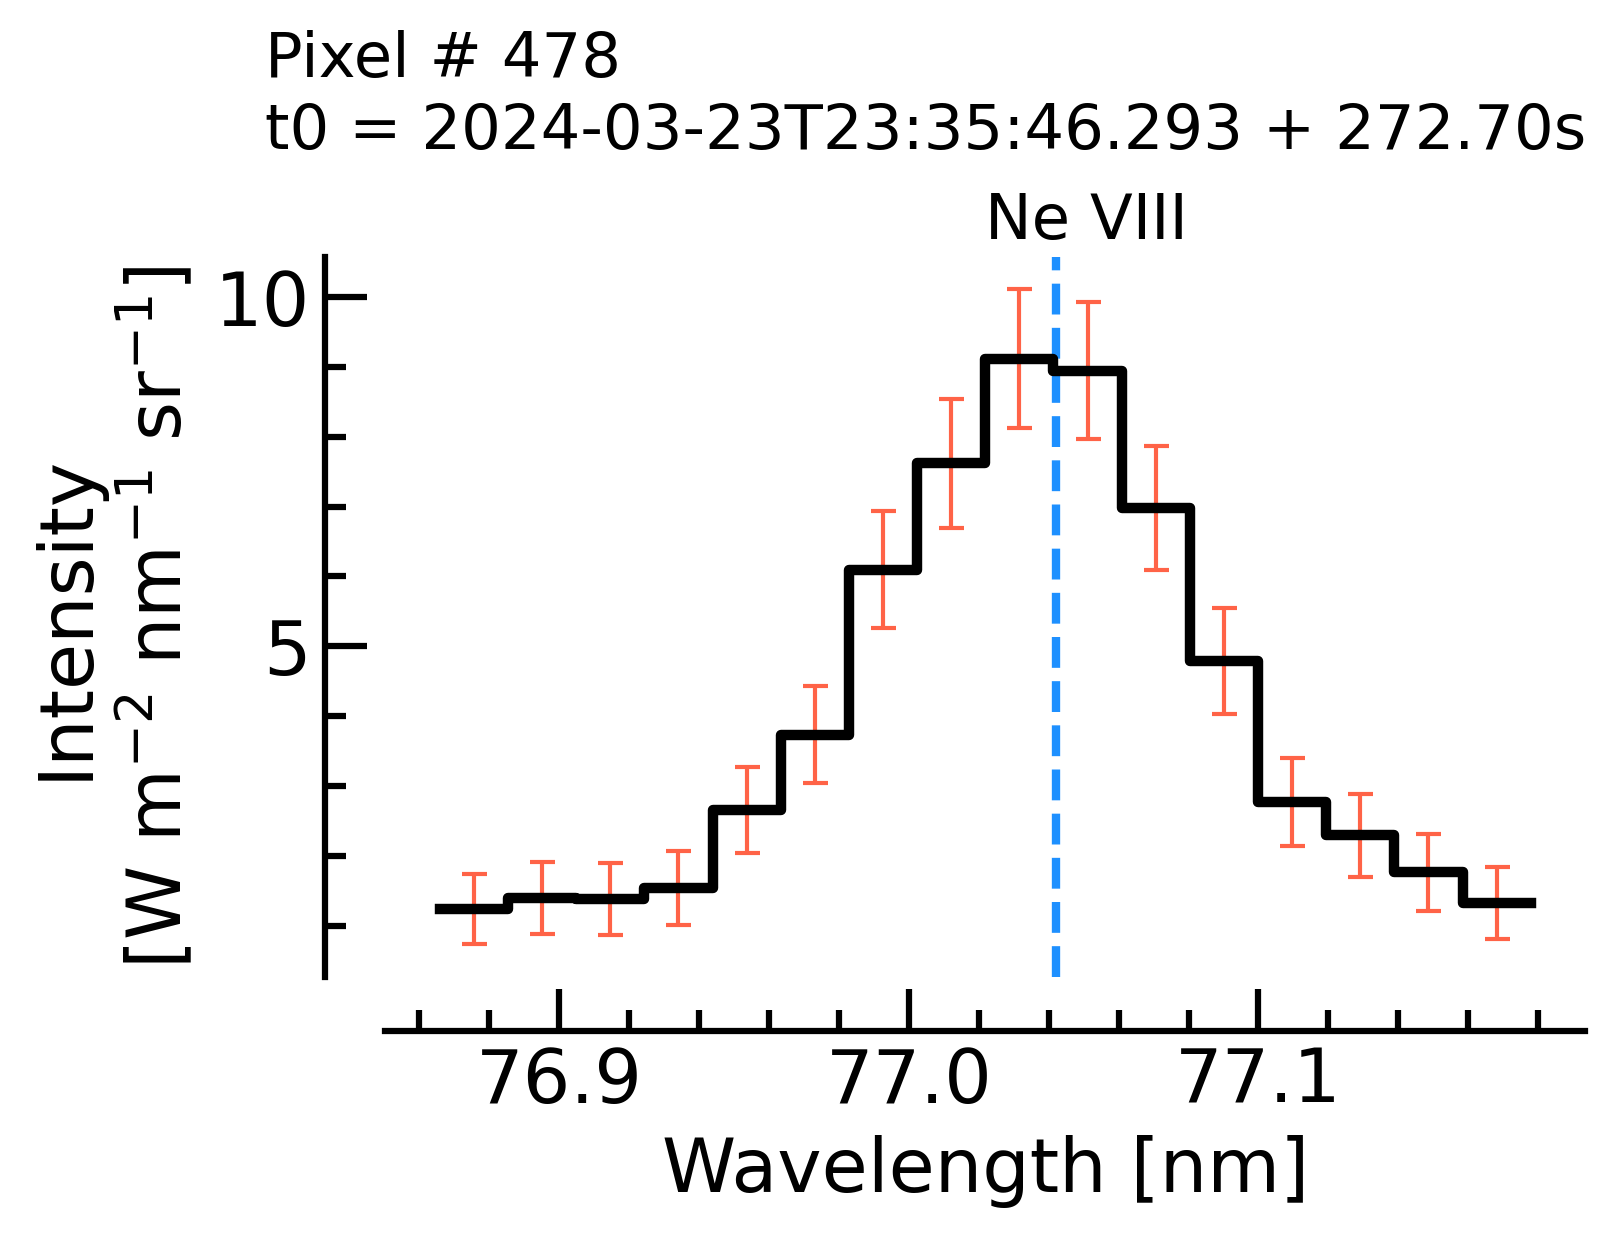 Pixel # 478
t0 = 2024-03-23T23:35:46.293 + 272.70s
Ne VIII
Intensity
[W m⁻² nm⁻¹ sr⁻¹]
10
5
76.9 77.0 77.1
Wavelength [nm]